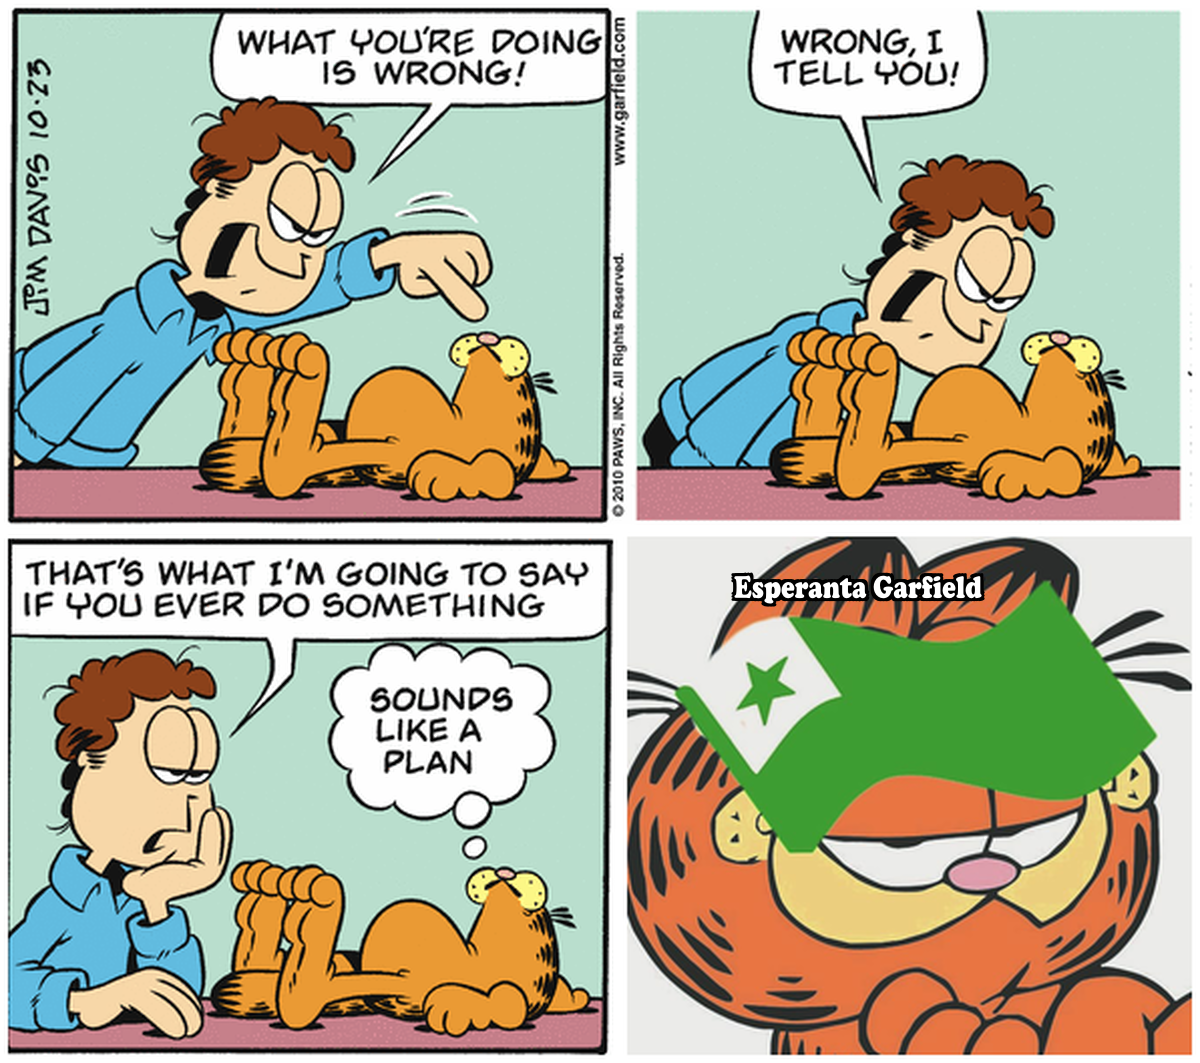 WHAT YOU'RE DOING
IS WRONG!
JIM DAVIS 10·23
www.garfield.com
© 2010 PAWS, INC. All Rights Reserved.
WRONG, I
TELL YOU!
THAT'S WHAT I'M GOING TO SAY
IF YOU EVER DO SOMETHING
SOUNDS
LIKE A
PLAN
Esperanta Garfield